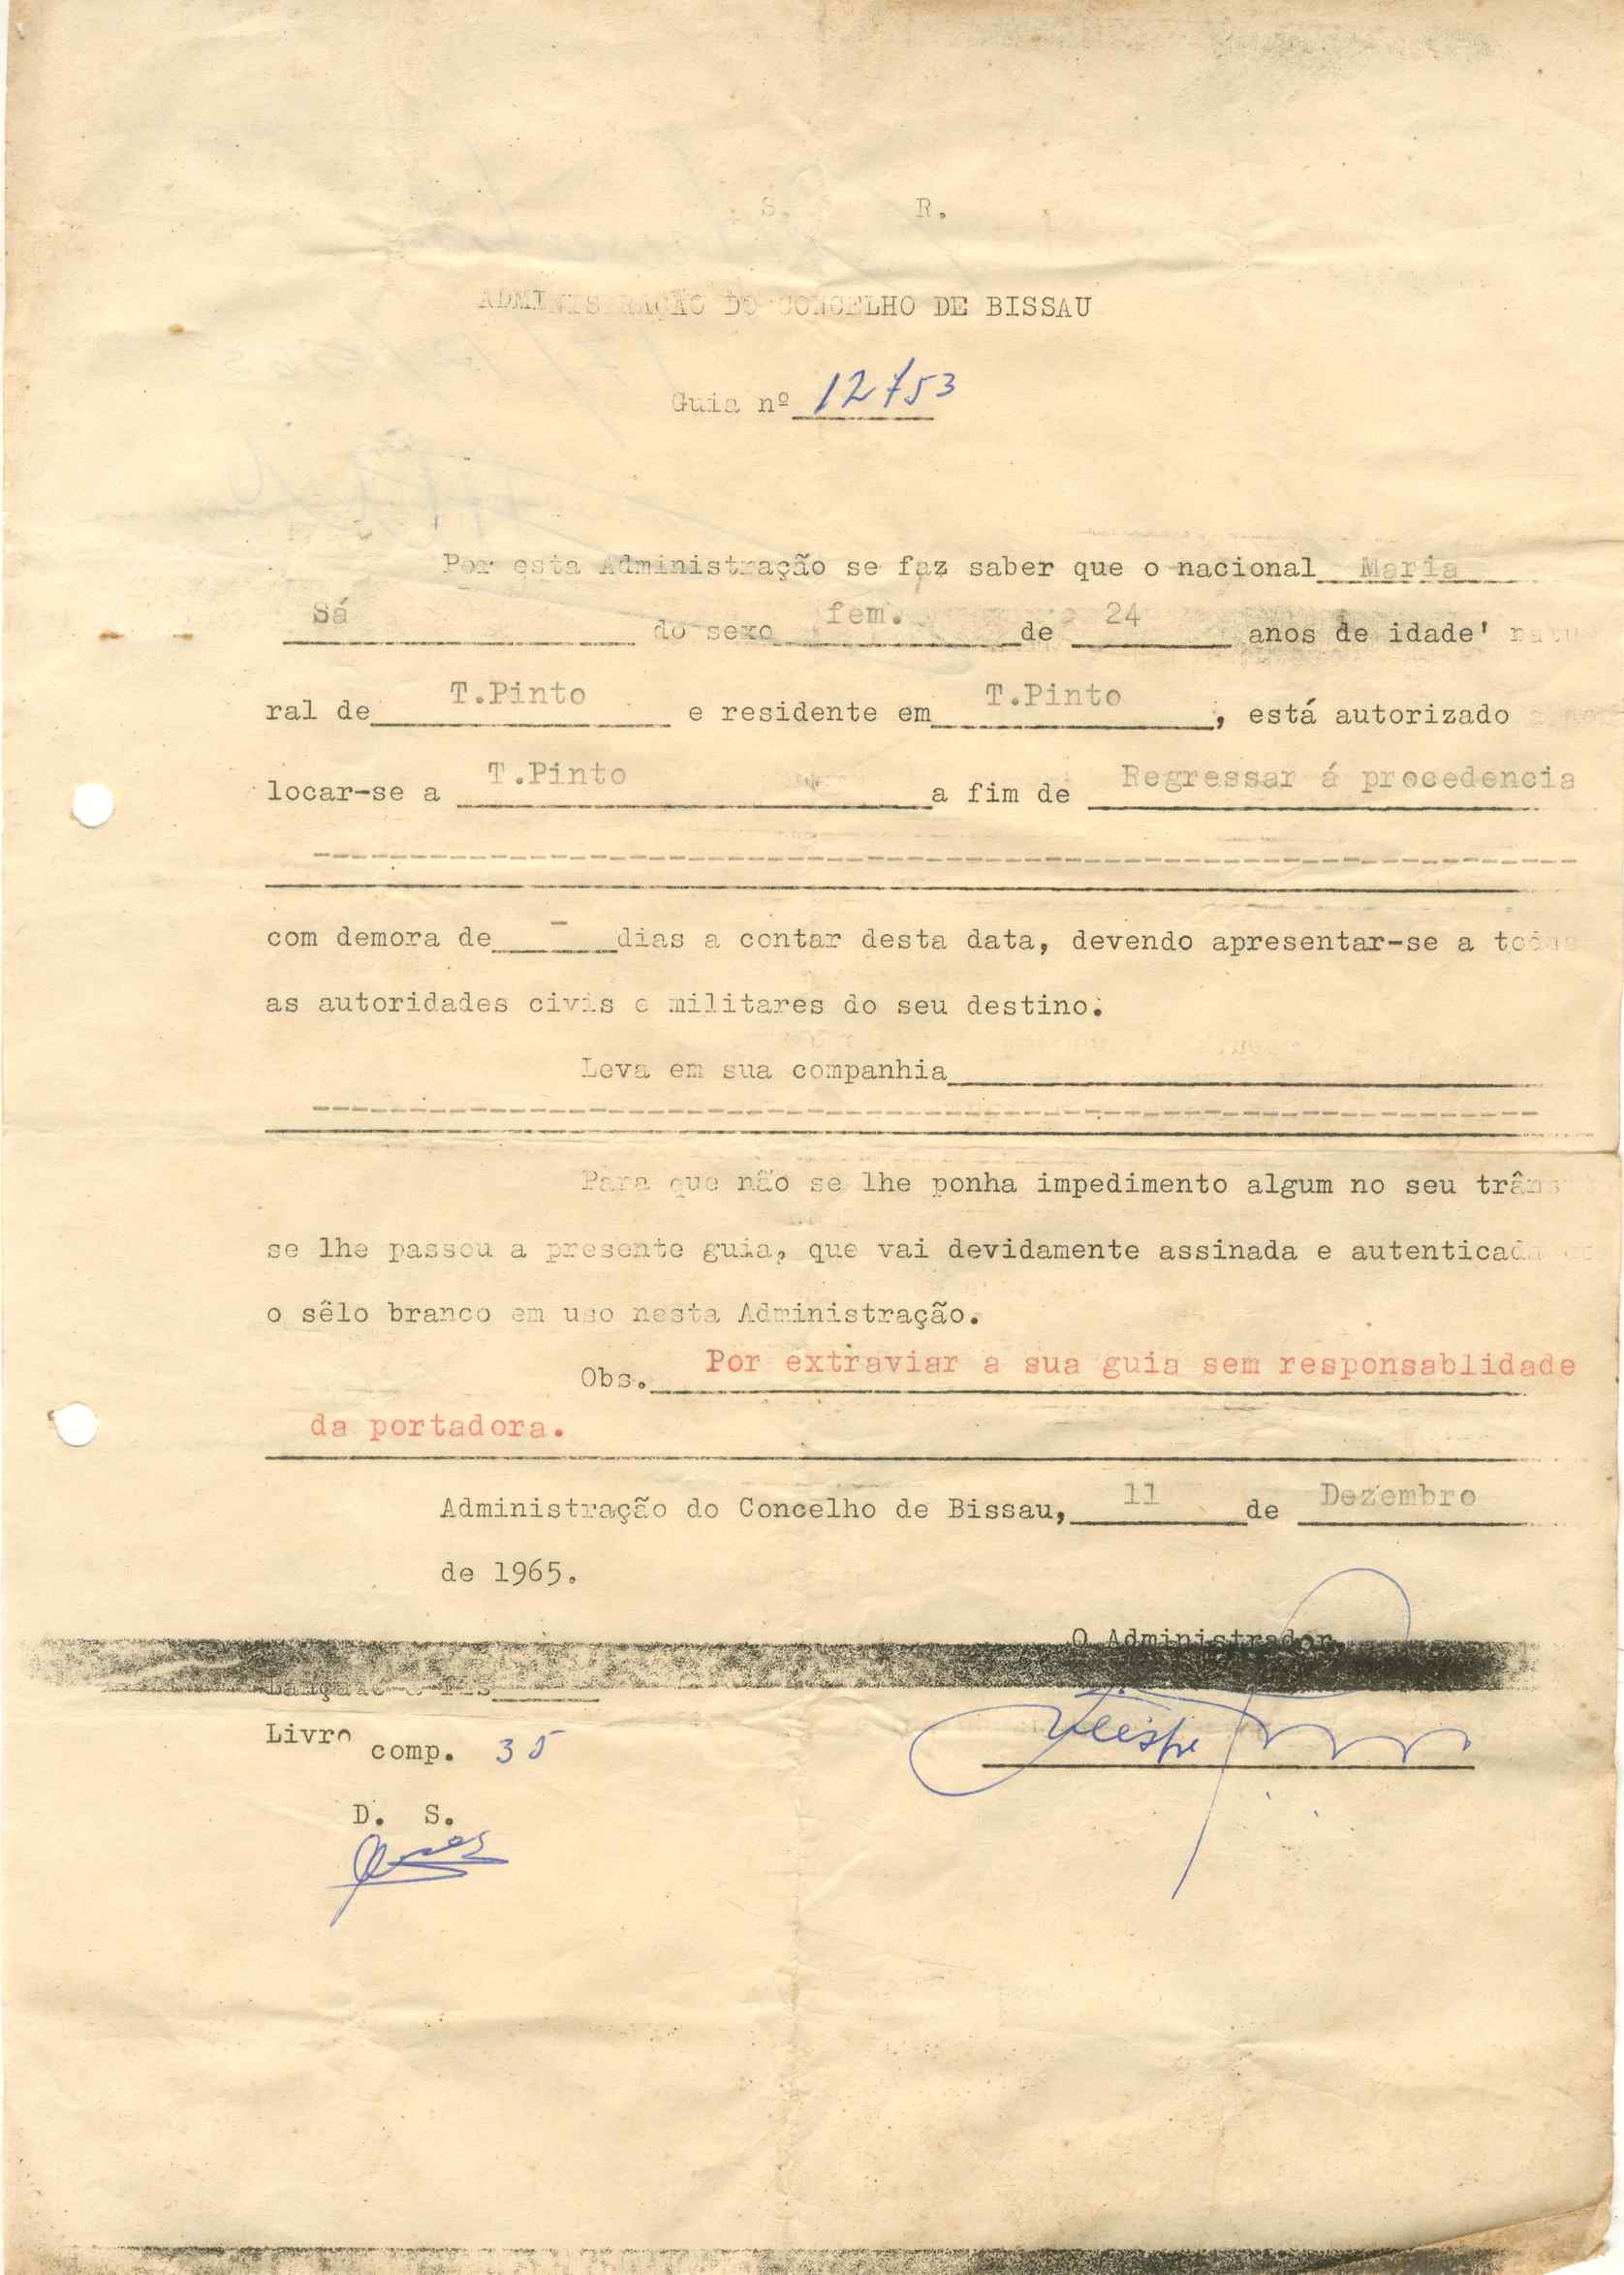 S. R.
ADMINISTRAÇÃO DO CONCELHO DE BISSAU
Guia nº 12753
Por esta Administração se faz saber que o nacional Maria
Sá do sexo fem. de 24 anos de idade' natu
ral de T.Pinto e residente em T.Pinto, está autorizado
locar-se a T.Pinto a fim de Regressar á procedencia
com demora de - dias a contar desta data, devendo apresentar-se a todas
as autoridades civis e militares do seu destino.
Leva em sua companhia
Para que não se lhe ponha impedimento algum no seu trâns
se lhe passou a presente guia, que vai devidamente assinada e autenticada
o sêlo branco em uso nesta Administração.
Obs. Por extraviar a sua guia sem responsablidade
da portadora.
Administração do Concelho de Bissau, 11 de Dezembro
de 1965.
O Administrador,
Livro
comp. 35
D. S.